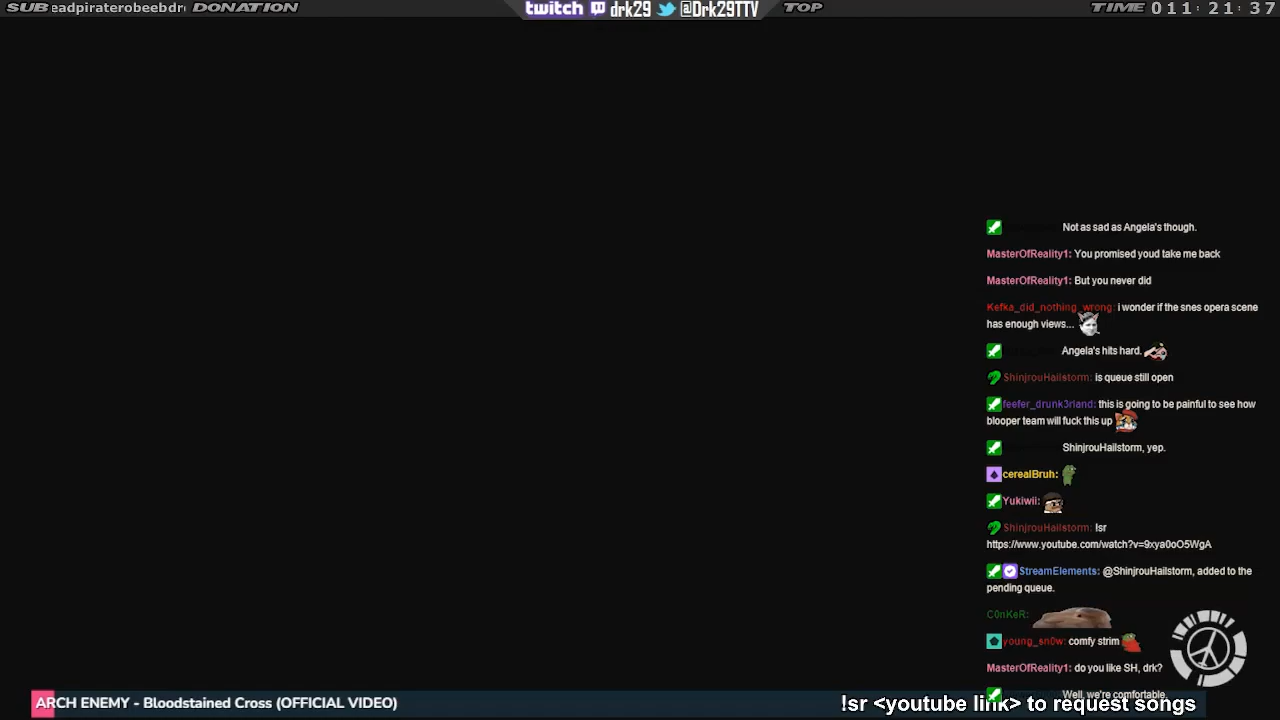 SUB eadpiraterobeebdr DONATION twitch drk29 @Drk29TTV TOP TIME 011:21:37
Not as sad as Angela's though.
MasterOfReality1: You promised youd take me back
MasterOfReality1: But you never did
Kefka_did_nothing_wrong: i wonder if the snes opera scene
has enough views...
Angela's hits hard.
ShinjrouHailstorm: is queue still open
feefer_drunk3rland: this is going to be painful to see how
blooper team will fuck this up
ShinjrouHailstorm, yep.
cerealBruh:
Yukiwii:
ShinjrouHailstorm: !sr
https://www.youtube.com/watch?v=9xya0oO5WgA
StreamElements: @ShinjrouHailstorm, added to the
pending queue.
C0nKeR:
young_sn0w: comfy strim
MasterOfReality1: do you like SH, drk?
Well, we're comfortable.
ARCH ENEMY - Bloodstained Cross (OFFICIAL VIDEO)
!sr <youtube link> to request songs